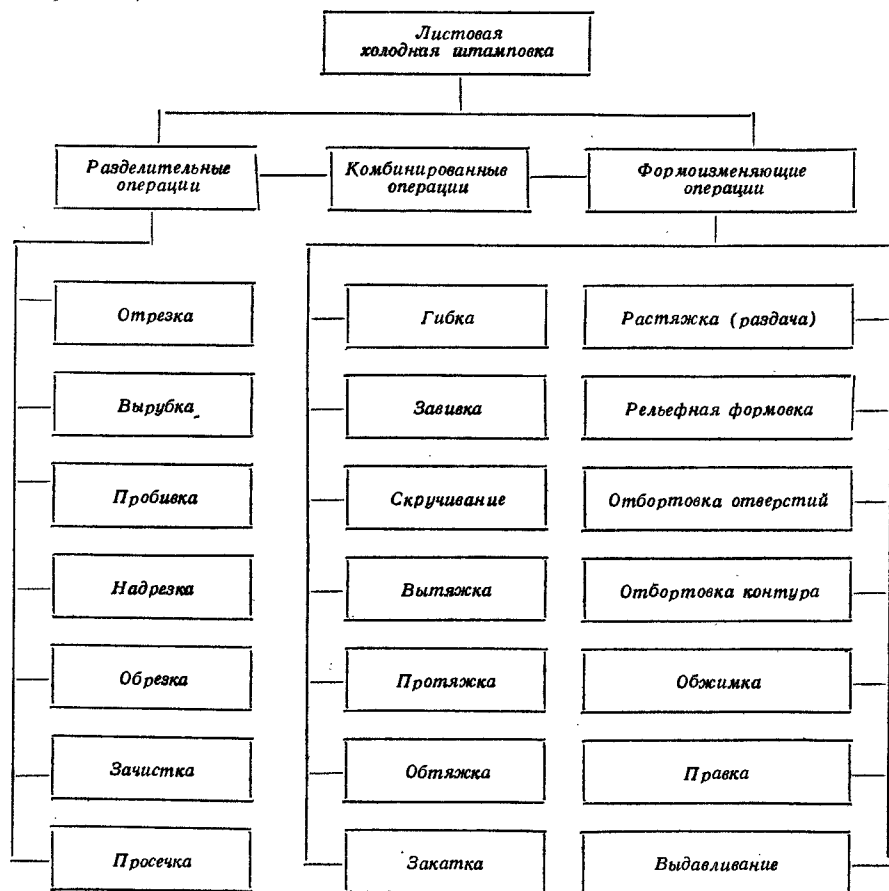 Листовая
холодная штамповка
Разделительные
операции
Комбинированные
операции
Формоизменяющие
операции
Отрезка
Вырубка
Пробивка
Надрезка
Обрезка
Зачистка
Просечка
Гибка
Завивка
Скручивание
Вытяжка
Протяжка
Обтяжка
Закатка
Растяжка (раздача)
Рельефная формовка
Отбортовка отверстий
Отбортовка контура
Обжимка
Правка
Выдавливание